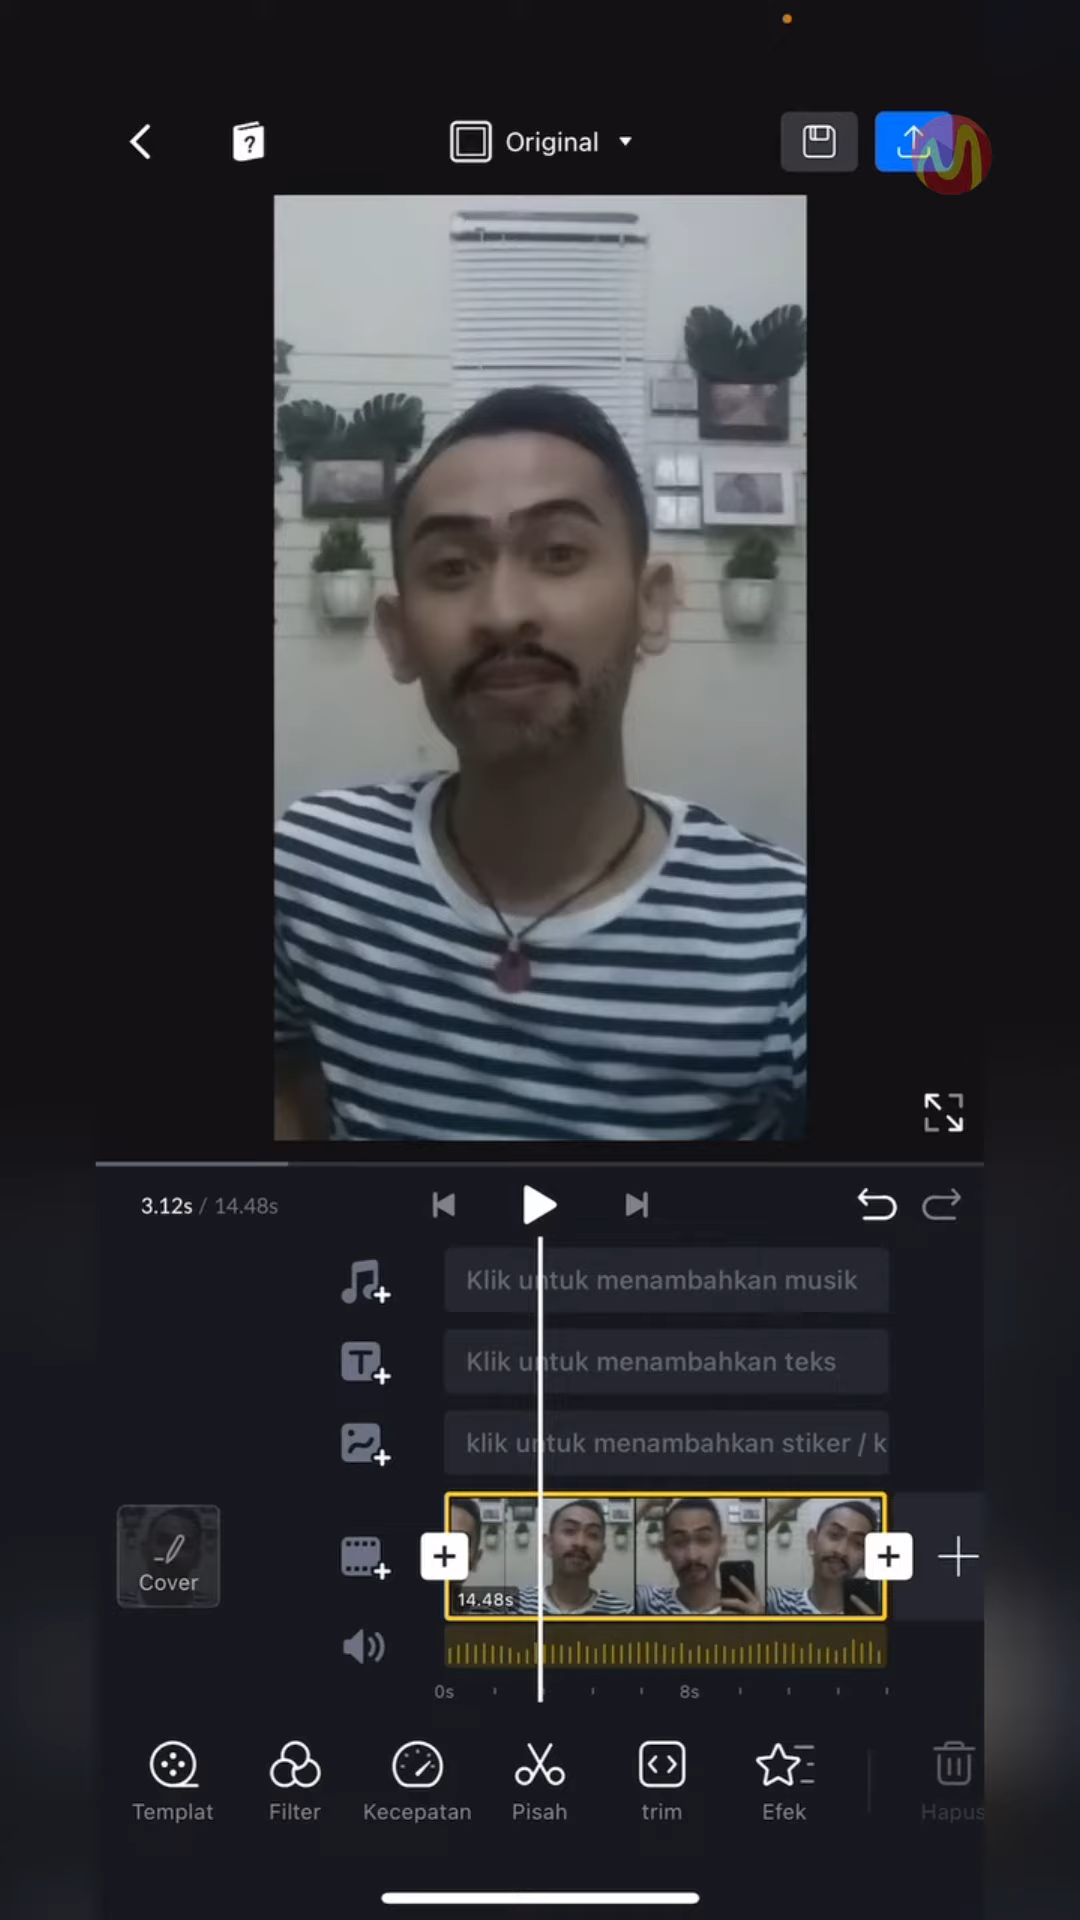 Original
3.12s / 14.48s
Klik untuk menambahkan musik
Klik untuk menambahkan teks
klik untuk menambahkan stiker / k
Cover
14.48s
0s 8s
Templat Filter Kecepatan Pisah trim Efek Hapus